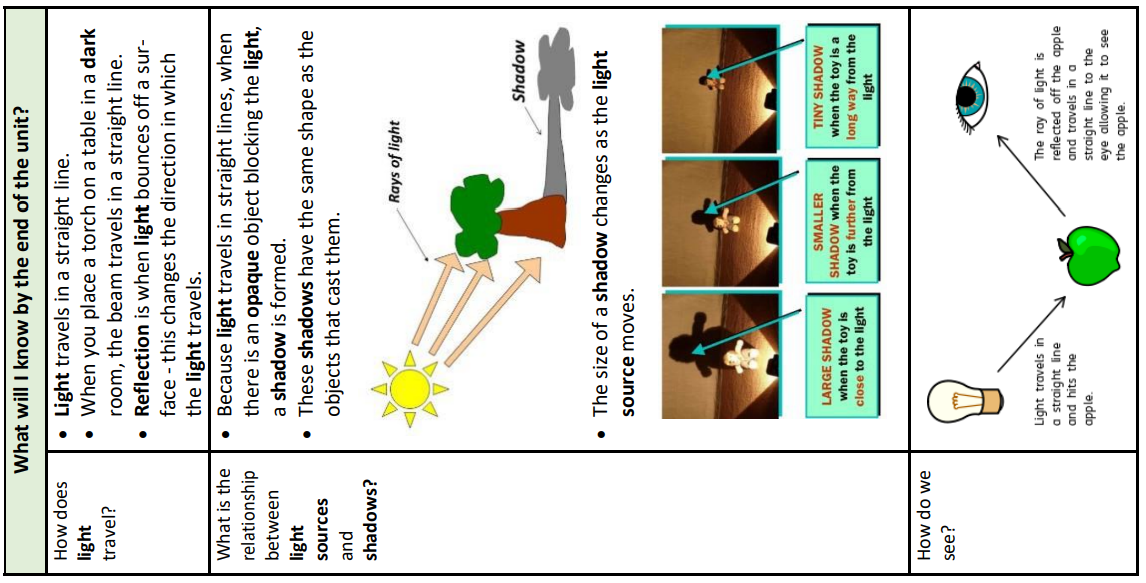 What will I know by the end of the unit?
How does
light
travel?
• Light travels in a straight line.
• When you place a torch on a table in a dark
room, the beam travels in a straight line.
• Reflection is when light bounces off a sur-
face - this changes the direction in which
the light travels.
What is the
relationship
between
light
sources
and
shadows?
• Because light travels in straight lines, when
there is an opaque object blocking the light,
a shadow is formed.
• These shadows have the same shape as the
objects that cast them.
Rays of light
Shadow
• The size of a shadow changes as the light
source moves.
LARGE SHADOW
when the toy is
close to the light
SMALLER
SHADOW when the
toy is further from
the light
TINY SHADOW
when the toy is a
long way from the
light
How do we
see?
Light travels in
a straight line
and hits the
apple.
The ray of light is
reflected off the apple
and travels in a
straight line to the
eye allowing it to see
the apple.